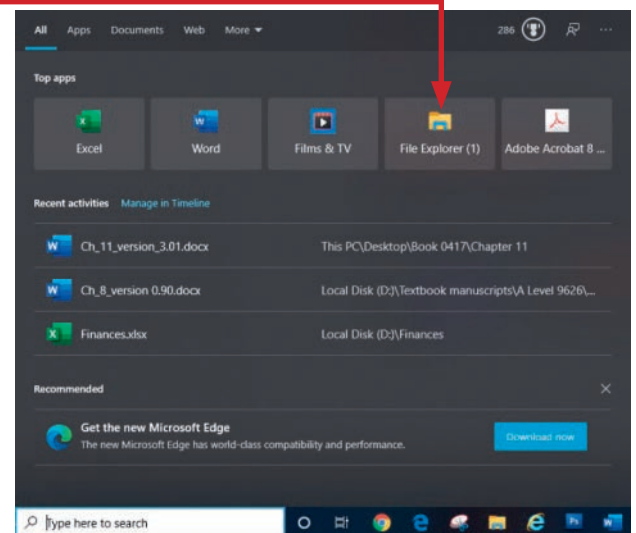 All Apps Documents Web More 286
Top apps
Excel Word Films & TV File Explorer (1) Adobe Acrobat 8 ...
Recent activities Manage in Timeline
Ch_11_version_3.01.docx This PC\Desktop\Book 0417\Chapter 11
Ch_8_version 0.90.docx Local Disk (D:)\Textbook manuscripts\A Level 9626\...
Finances.xlsx Local Disk (D:)\Finances
Recommended
Get the new Microsoft Edge
The new Microsoft Edge has world-class compatibility and performance.
Download now
Type here to search